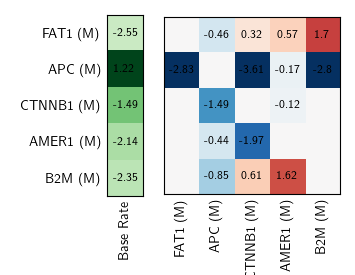 FAT1 (M) -2.55 -0.46 0.32 0.57 1.7
APC (M) 1.22 -2.83 -3.61 -0.17 -2.8
CTNNB1 (M) -1.49 -1.49 -0.12
AMER1 (M) -2.14 -0.44 -1.97
B2M (M) -2.35 -0.85 0.61 1.62
Base Rate
FAT1 (M)
APC (M)
CTNNB1 (M)
AMER1 (M)
B2M (M)